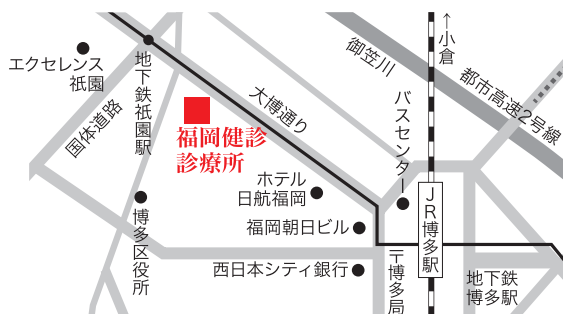 ↑小倉
御笠川
都市高速2号線
エクセレンス
祇園
地下鉄祇園駅
国体道路
大博通り
バスセンター
福岡健診
診療所
ホテル
日航福岡
JR博多駅
博多区役所
福岡朝日ビル
〒博多局
西日本シティ銀行
地下鉄
博多駅